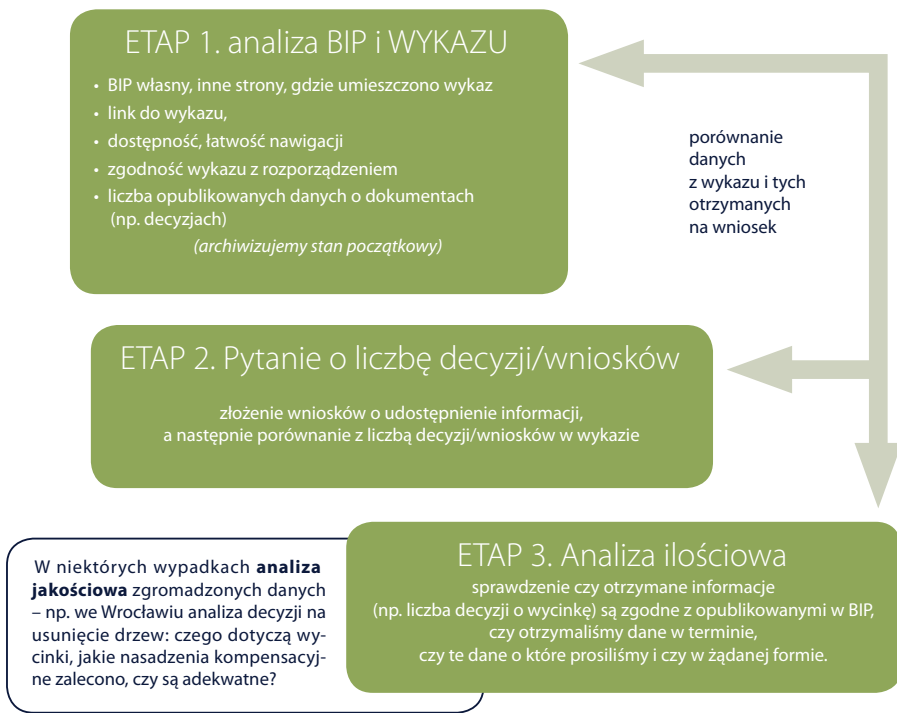 ETAP 1. analiza BIP i WYKAZU
• BIP własny, inne strony, gdzie umieszczono wykaz
• link do wykazu,
• dostępność, łatwość nawigacji
• zgodność wykazu z rozporządzeniem
• liczba opublikowanych danych o dokumentach
(np. decyzjach)
(archiwizujemy stan początkowy)
porównanie
danych
z wykazu i tych
otrzymanych
na wniosek
ETAP 2. Pytanie o liczbę decyzji/wniosków
złożenie wniosków o udostępnienie informacji,
a następnie porównanie z liczbą decyzji/wniosków w wykazie
W niektórych wypadkach analiza
jakościowa zgromadzonych danych
– np. we Wrocławiu analiza decyzji na
usunięcie drzew: czego dotyczą wy-
cinki, jakie nasadzenia kompensacyj-
ne zalecono, czy są adekwatne?
ETAP 3. Analiza ilościowa
sprawdzenie czy otrzymane informacje
(np. liczba decyzji o wycinkę) są zgodne z opublikowanymi w BIP,
czy otrzymaliśmy dane w terminie,
czy te dane o które prosiliśmy i czy w żądanej formie.